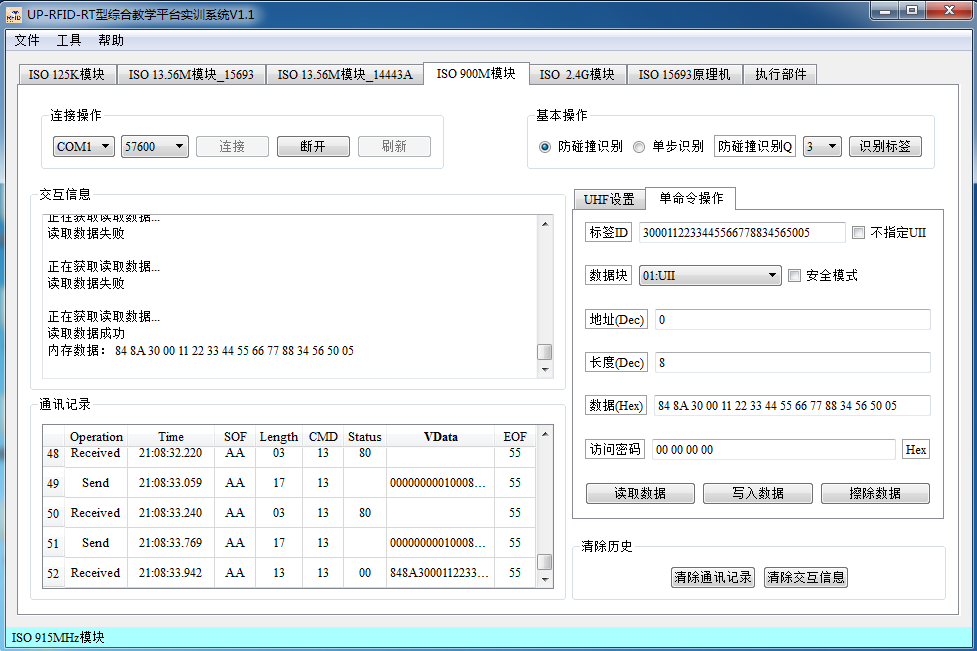 UP-RFID-RT型综合教学平台实训系统V1.1
文件 工具 帮助
ISO 125K模块 ISO 13.56M模块_15693 ISO 13.56M模块_14443A ISO 900M模块 ISO 2.4G模块 ISO 15693原理机 执行部件
连接操作
COM1 57600 连接 断开 刷新
基本操作
防碰撞识别 单步识别 防碰撞识别Q 3 识别标签
交互信息
正在获取读取数据...
读取数据失败
正在获取读取数据...
读取数据失败
正在获取读取数据...
读取数据成功
内存数据： 84 8A 30 00 11 22 33 44 55 66 77 88 34 56 50 05
通讯记录
Operation Time SOF Length CMD Status VData EOF
48 Received 21:08:32.220 AA 03 13 80 55
49 Send 21:08:33.059 AA 17 13 00000000010008... 55
50 Received 21:08:33.240 AA 03 13 80 55
51 Send 21:08:33.769 AA 17 13 00000000010008... 55
52 Received 21:08:33.942 AA 13 13 00 848A3000112233... 55
UHF设置 单命令操作
标签ID 3000112233445566778834565005 不指定UII
数据块 01:UII 安全模式
地址(Dec) 0
长度(Dec) 8
数据(Hex) 84 8A 30 00 11 22 33 44 55 66 77 88 34 56 50 05
访问密码 00 00 00 00 Hex
读取数据 写入数据 擦除数据
清除历史
清除通讯记录 清除交互信息
ISO 915MHz模块